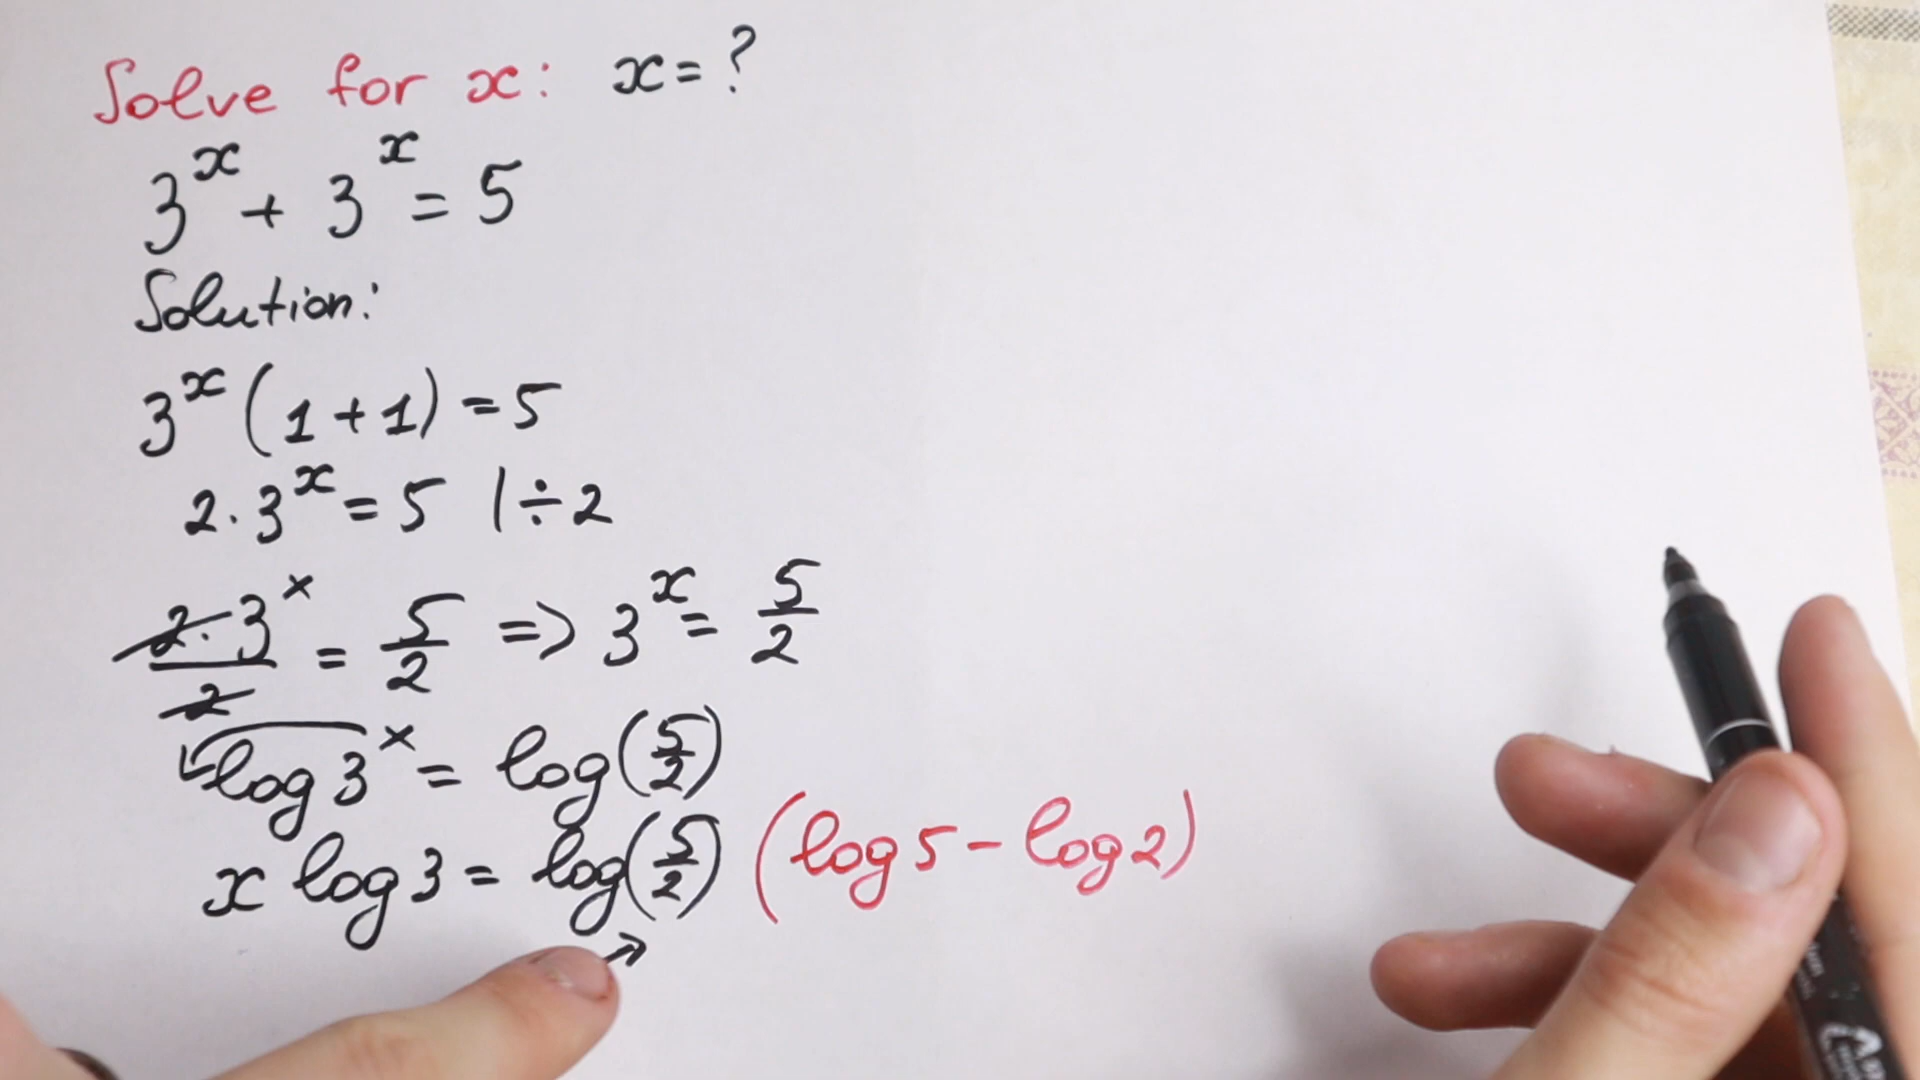 Solve for x: x = ?
3^x + 3^x = 5
Solution:
3^x (1 + 1) = 5
2 · 3^x = 5 | ÷ 2
2 · 3^x / 2 = 5/2 => 3^x = 5/2
log 3^x = log(5/2)
x log 3 = log(5/2) (log 5 - log 2)